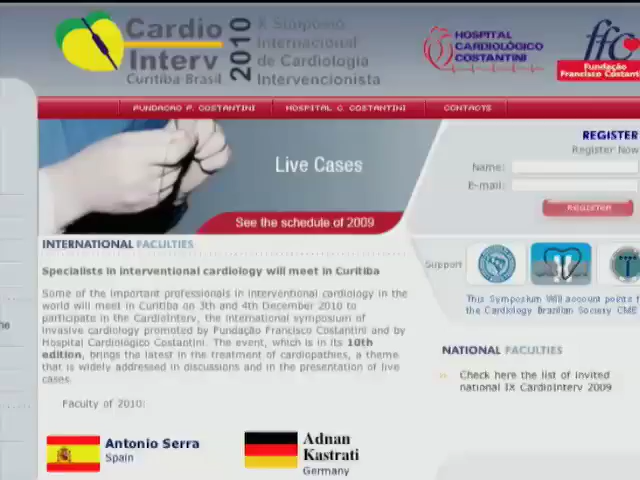 Cardio
Interv
Curitiba Brasil
2010
X Simpósio
Internacional
de Cardiologia
Intervencionista
HOSPITAL
CARDIOLÓGICO
COSTANTINI
ffc
Fundação
Francisco Costant
FUNDACAO F. COSTANTINI
HOSPITAL C. COSTANTINI
CONTACTS
Live Cases
See the schedule of 2009
REGISTER
Register Now
Name:
E-mail:
REGISTER
INTERNATIONAL FACULTIES
Specialists in interventional cardiology will meet in Curitiba
Some of the important professionals in interventional cardiology in the
world will meet in Curitiba on 3th and 4th December 2010 to
participate in the CardioInterv, the international symposium of
invasive cardiology promoted by Fundação Francisco Costantini and by
Hospital Cardiológico Costantini. The event, which is in its 10th
edition, brings the latest in the treatment of cardiopathies, a theme
that is widely addressed in discussions and in the presentation of live
cases.
Faculty of 2010:
Antonio Serra
Spain
Adnan
Kastrati
Germany
Support
This Symposium Will account points f
the Cardiology Brazilian Society CME
NATIONAL FACULTIES
Check here the list of invited
national IX CardioInterv 2009